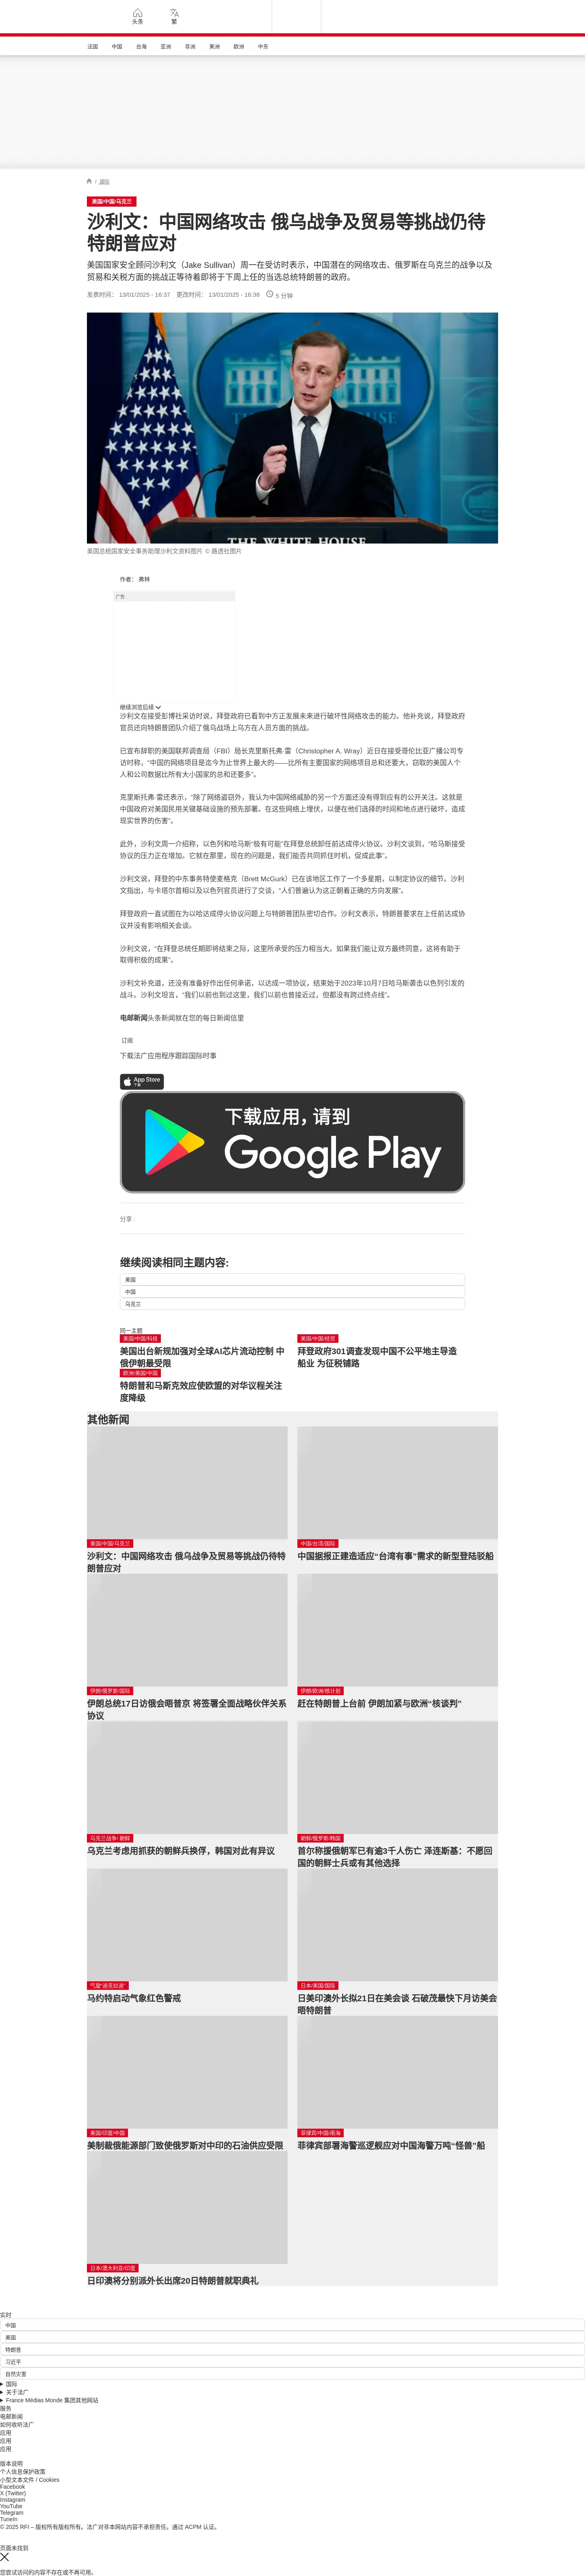 头条
繁
法国
中国
台海
亚洲
非洲
美洲
欧洲
中东
/ 国际
美国/中国/乌克兰
沙利文：中国网络攻击 俄乌战争及贸易等挑战仍待
特朗普应对
美国国家安全顾问沙利文（Jake Sullivan）周一在受访时表示，中国潜在的网络攻击、俄罗斯在乌克兰的战争以及
贸易和关税方面的挑战正等待着即将于下周上任的当选总统特朗普的政府。
发表时间： 13/01/2025 - 16:37 更改时间： 13/01/2025 - 16:38 5 分钟
THE WHITE HOUSE
美国总统国家安全事务助理沙利文资料图片 © 路透社图片
作者： 弗林
广告
继续浏览后续
沙利文在接受彭博社采访时说，拜登政府已看到中方正发展未来进行破坏性网络攻击的能力。他补充说，拜登政府
官员还向特朗普团队介绍了俄乌战场上乌方在人员方面的挑战。
已宣布辞职的美国联邦调查局（FBI）局长克里斯托弗·雷（Christopher A. Wray）近日在接受哥伦比亚广播公司专
访时称，“中国的网络项目是迄今为止世界上最大的——比所有主要国家的网络项目总和还要大，窃取的美国人个
人和公司数据比所有大小国家的总和还要多”。
克里斯托弗·雷还表示，“除了网络盗窃外，我认为中国网络威胁的另一个方面还没有得到应有的公开关注。这就是
中国政府对美国民用关键基础设施的预先部署。在这些网络上埋伏，以便在他们选择的时间和地点进行破坏，造成
现实世界的伤害”。
此外，沙利文周一介绍称，以色列和哈马斯“极有可能”在拜登总统卸任前达成停火协议。沙利文谈到，“哈马斯接受
协议的压力正在增加。它就在那里，现在的问题是，我们能否共同抓住时机，促成此事”。
沙利文说，拜登的中东事务特使麦格克（Brett McGurk）已在该地区工作了一个多星期，以制定协议的细节。沙利
文指出，与卡塔尔首相以及以色列官员进行了交谈，“人们普遍认为这正朝着正确的方向发展”。
拜登政府一直试图在为以哈达成停火协议问题上与特朗普团队密切合作。沙利文表示，特朗普要求在上任前达成协
议并没有影响相关会谈。
沙利文说，“在拜登总统任期即将结束之际，这里所承受的压力相当大。如果我们能让双方最终同意，这将有助于
取得积极的成果”。
沙利文补充道，还没有准备好作出任何承诺，以达成一项协议，结束始于2023年10月7日哈马斯袭击以色列引发的
战斗。沙利文坦言，“我们以前也到过这里，我们以前也曾接近过，但都没有跨过终点线”。
电邮新闻头条新闻就在您的每日新闻信里
订阅
下载法广应用程序跟踪国际时事
App Store
下载应用，请到
Google Play
分享：
继续阅读相同主题内容:
美国
中国
乌克兰
同一主题
美国/中国/科技
美国出台新规加强对全球AI芯片流动控制 中
俄伊朝最受限
美国/中国/经贸
拜登政府301调查发现中国不公平地主导造
船业 为征税铺路
欧洲/美国/中国
特朗普和马斯克效应使欧盟的对华议程关注
度降级
其他新闻
美国/中国/乌克兰
沙利文：中国网络攻击 俄乌战争及贸易等挑战仍待特
朗普应对
中国/台湾/国际
中国据报正建造适应“台湾有事”需求的新型登陆驳船
伊朗/俄罗斯/国际
伊朗总统17日访俄会晤普京 将签署全面战略伙伴关系
协议
伊朗/欧洲/核计划
赶在特朗普上台前 伊朗加紧与欧洲“核谈判”
乌克兰战争/ 朝鲜
乌克兰考虑用抓获的朝鲜兵换俘，韩国对此有异议
朝鲜/俄罗斯/韩国
首尔称援俄朝军已有逾3千人伤亡 泽连斯基：不愿回
国的朝鲜士兵或有其他选择
气旋“迪克拉迪”
马约特启动气象红色警戒
日本/美国/国际
日美印澳外长拟21日在美会谈 石破茂最快下月访美会
晤特朗普
美国/印度/中国
美制裁俄能源部门致使俄罗斯对中印的石油供应受限
菲律宾/中国/南海
菲律宾部署海警巡逻舰应对中国海警万吨“怪兽”船
日本/澳大利亚/印度
日印澳将分别派外长出席20日特朗普就职典礼
实时
中国
美国
特朗普
习近平
自然灾害
国际
关于法广
France Médias Monde 集团其他网站
服务
电邮新闻
如何收听法广
应用
应用
应用
版本说明
个人信息保护政策
小型文本文件 / Cookies
Facebook
X (Twitter)
Instagram
YouTube
Telegram
TuneIn
© 2025 RFI – 版权所有版权所有。法广对非本网站内容不承担责任。通过 ACPM 认证。
页面未找到
您尝试访问的内容不存在或不再可用。